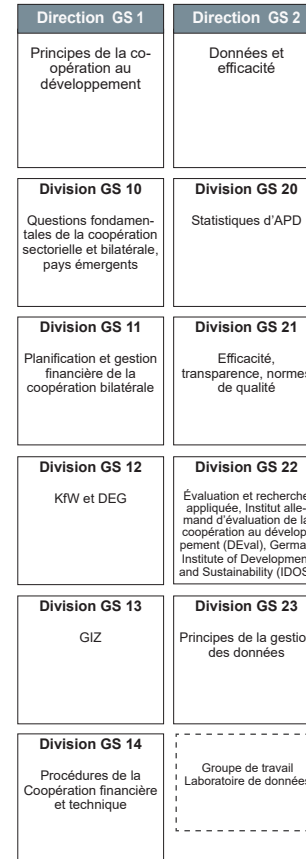 Direction GS 1
Principes de la co-
opération au
développement
Division GS 10
Questions fondamen-
tales de la coopération
sectorielle et bilatérale,
pays émergents
Division GS 11
Planification et gestion
financière de la
coopération bilatérale
Division GS 12
KfW et DEG
Division GS 13
GIZ
Division GS 14
Procédures de la
Coopération financière
et technique
Direction GS 2
Données et
efficacité
Division GS 20
Statistiques d’APD
Division GS 21
Efficacité,
transparence, normes
de qualité
Division GS 22
Évaluation et recherche
appliquée, Institut alle-
mand d’évaluation de la
coopération au dévelop-
pement (DEval),
Institute of
and Sustainability (IDOS
Division GS 23
Principes de la
des données
Groupe de travail
Laboratoire de données